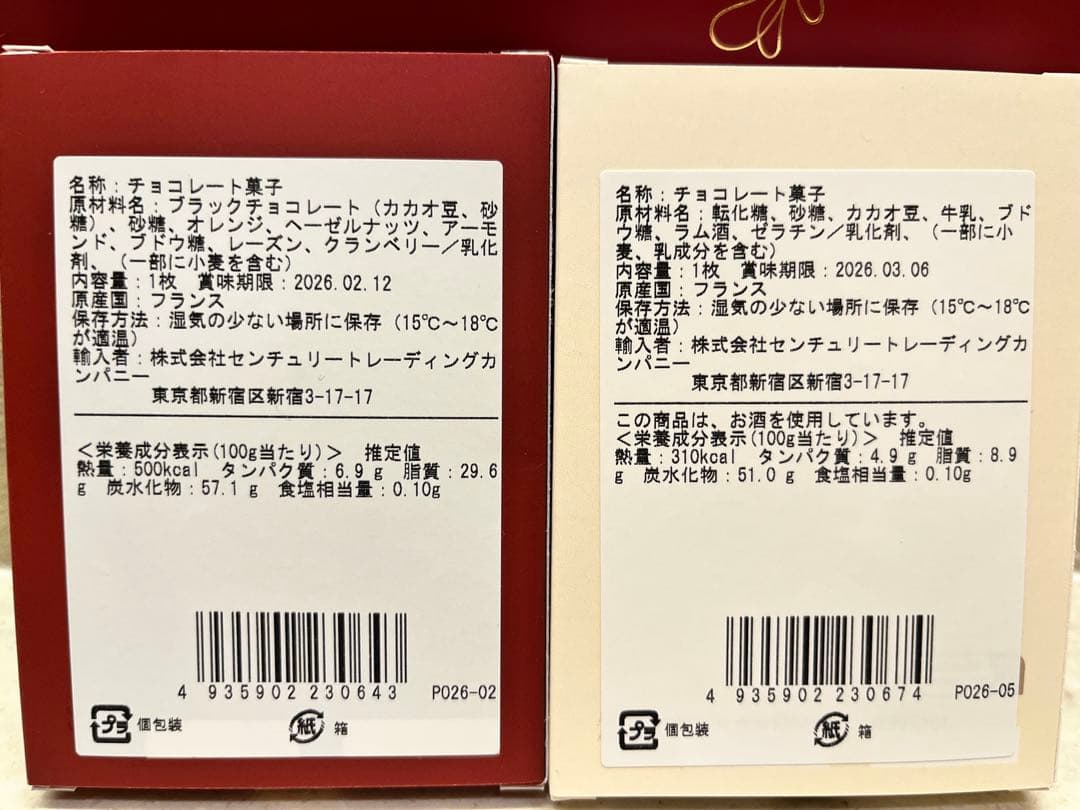 名称：チョコレート菓子
原材料名：ブラックチョコレート（カカオ豆、砂
糖）、砂糖、オレンジ、ヘーゼルナッツ、アーモ
ンド、ブドウ糖、レーズン、クランベリー／乳化
剤、（一部に小麦を含む）
内容量：1枚　賞味期限：2026.02.12
原産国：フランス
保存方法：湿気の少ない場所に保存（15℃～18℃
が適温）
輸入者：株式会社センチュリートレーディングカ
ンパニー
東京都新宿区新宿3-17-17
＜栄養成分表示(100g当たり)＞　推定値
熱量：500kcal　タンパク質：6.9 g 脂質：29.6
g　炭水化物：57.1 g　食塩相当量：0.10g
4 935902 230643
P026-02
プラ 個包装
紙 箱
名称：チョコレート菓子
原材料名：転化糖、砂糖、カカオ豆、牛乳、ブド
ウ糖、ラム酒、ゼラチン／乳化剤、（一部に小
麦、乳成分を含む）
内容量：1枚　賞味期限：2026.03.06
原産国：フランス
保存方法：湿気の少ない場所に保存（15℃～18℃
が適温）
輸入者：株式会社センチュリートレーディングカ
ンパニー
東京都新宿区新宿3-17-17
この商品は、お酒を使用しています。
＜栄養成分表示(100g当たり)＞　推定値
熱量：310kcal　タンパク質：4.9 g 脂質：8.9
g　炭水化物：51.0 g　食塩相当量：0.10g
4 935902 230674
P026-05
プラ 個包装
紙 箱